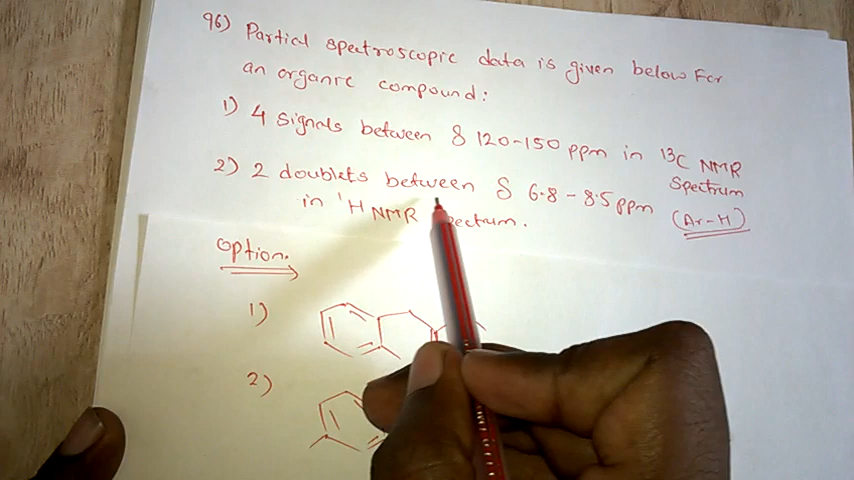 96) Partial spectroscopic data is given below For
an organic compound:
1) 4 signals between δ 120-150 ppm in 13C NMR
Spectrum
2) 2 doublets between δ 6.8 - 8.5 ppm (Ar-H)
in 1H NMR pectum.
Option.
1)
2)